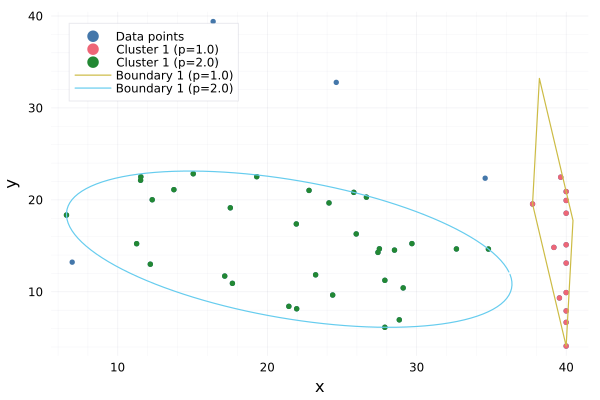 40
30
20
10
y
Data points
Cluster 1 (p=1.0)
Cluster 1 (p=2.0)
Boundary 1 (p=1.0)
Boundary 1 (p=2.0)
10 20 30 40
x